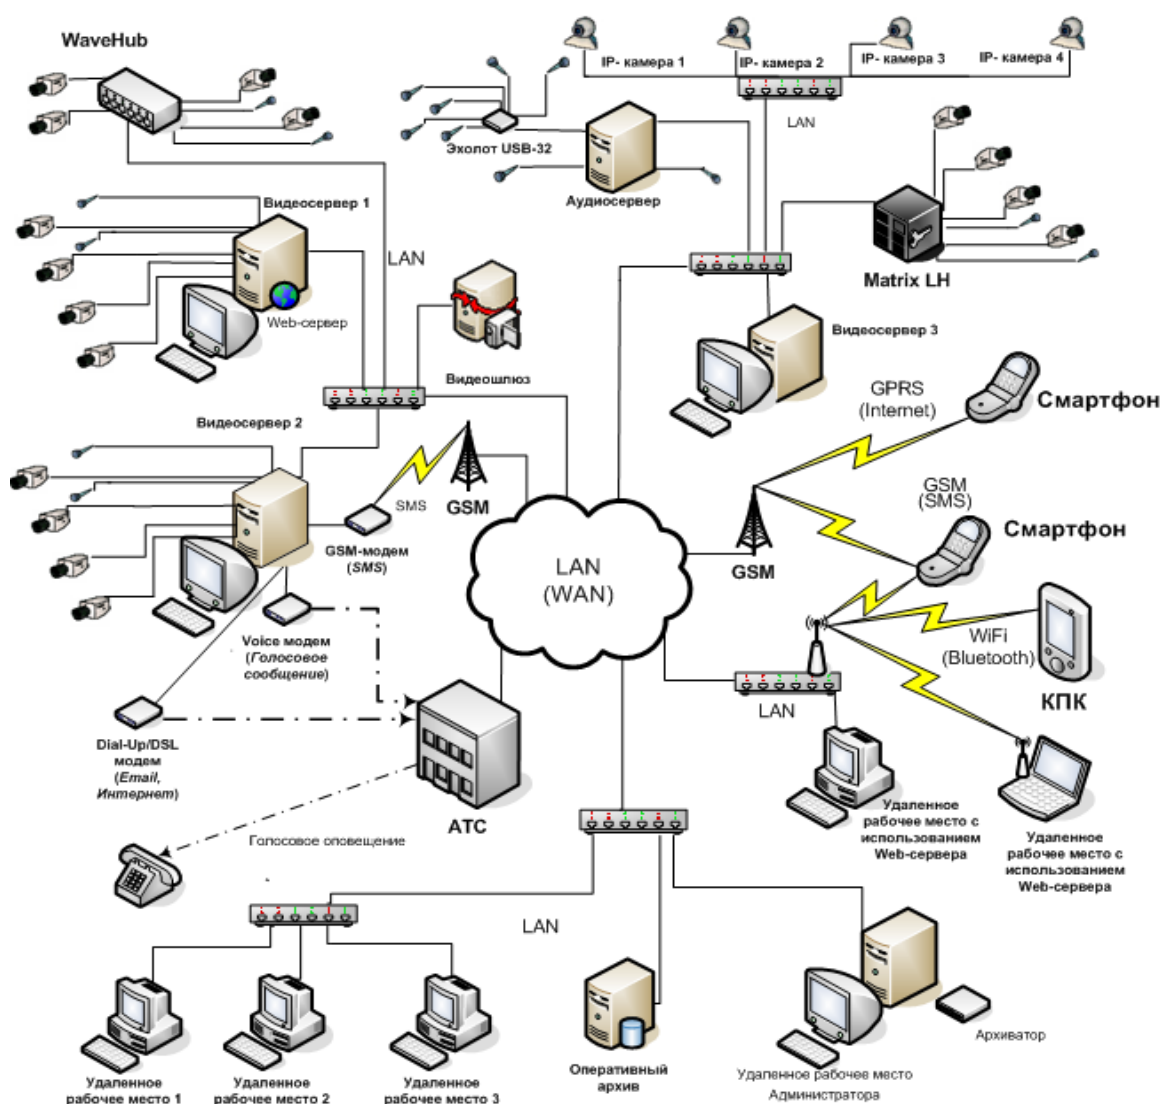 WaveHub
IP- камера 1
IP- камера 2
IP- камера 3
IP- камера 4
LAN
Эхолот USB-32
Аудиосервер
Видеосервер 1
LAN
Web-сервер
Matrix LH
Видеосервер 3
Видеошлюз
GPRS
(Internet)
Смартфон
Видеосервер 2
SMS
GSM
GSM-модем
(SMS)
GSM
(SMS)
Смартфон
LAN
(WAN)
GSM
Voice модем
(Голосовое
сообщение)
WiFi
(Bluetooth)
КПК
LAN
Dial-Up/DSL
модем
(Email,
Интернет)
АТС
Голосовое оповещение
Удаленное
рабочее место с
использованием
Web-сервера
Удаленное
рабочее место с
использованием
Web-сервера
LAN
Архиватор
Оперативный
архив
Удаленное рабочее место
Администратора
Удаленное
рабочее место 1
Удаленное
рабочее место 2
Удаленное
рабочее место 3